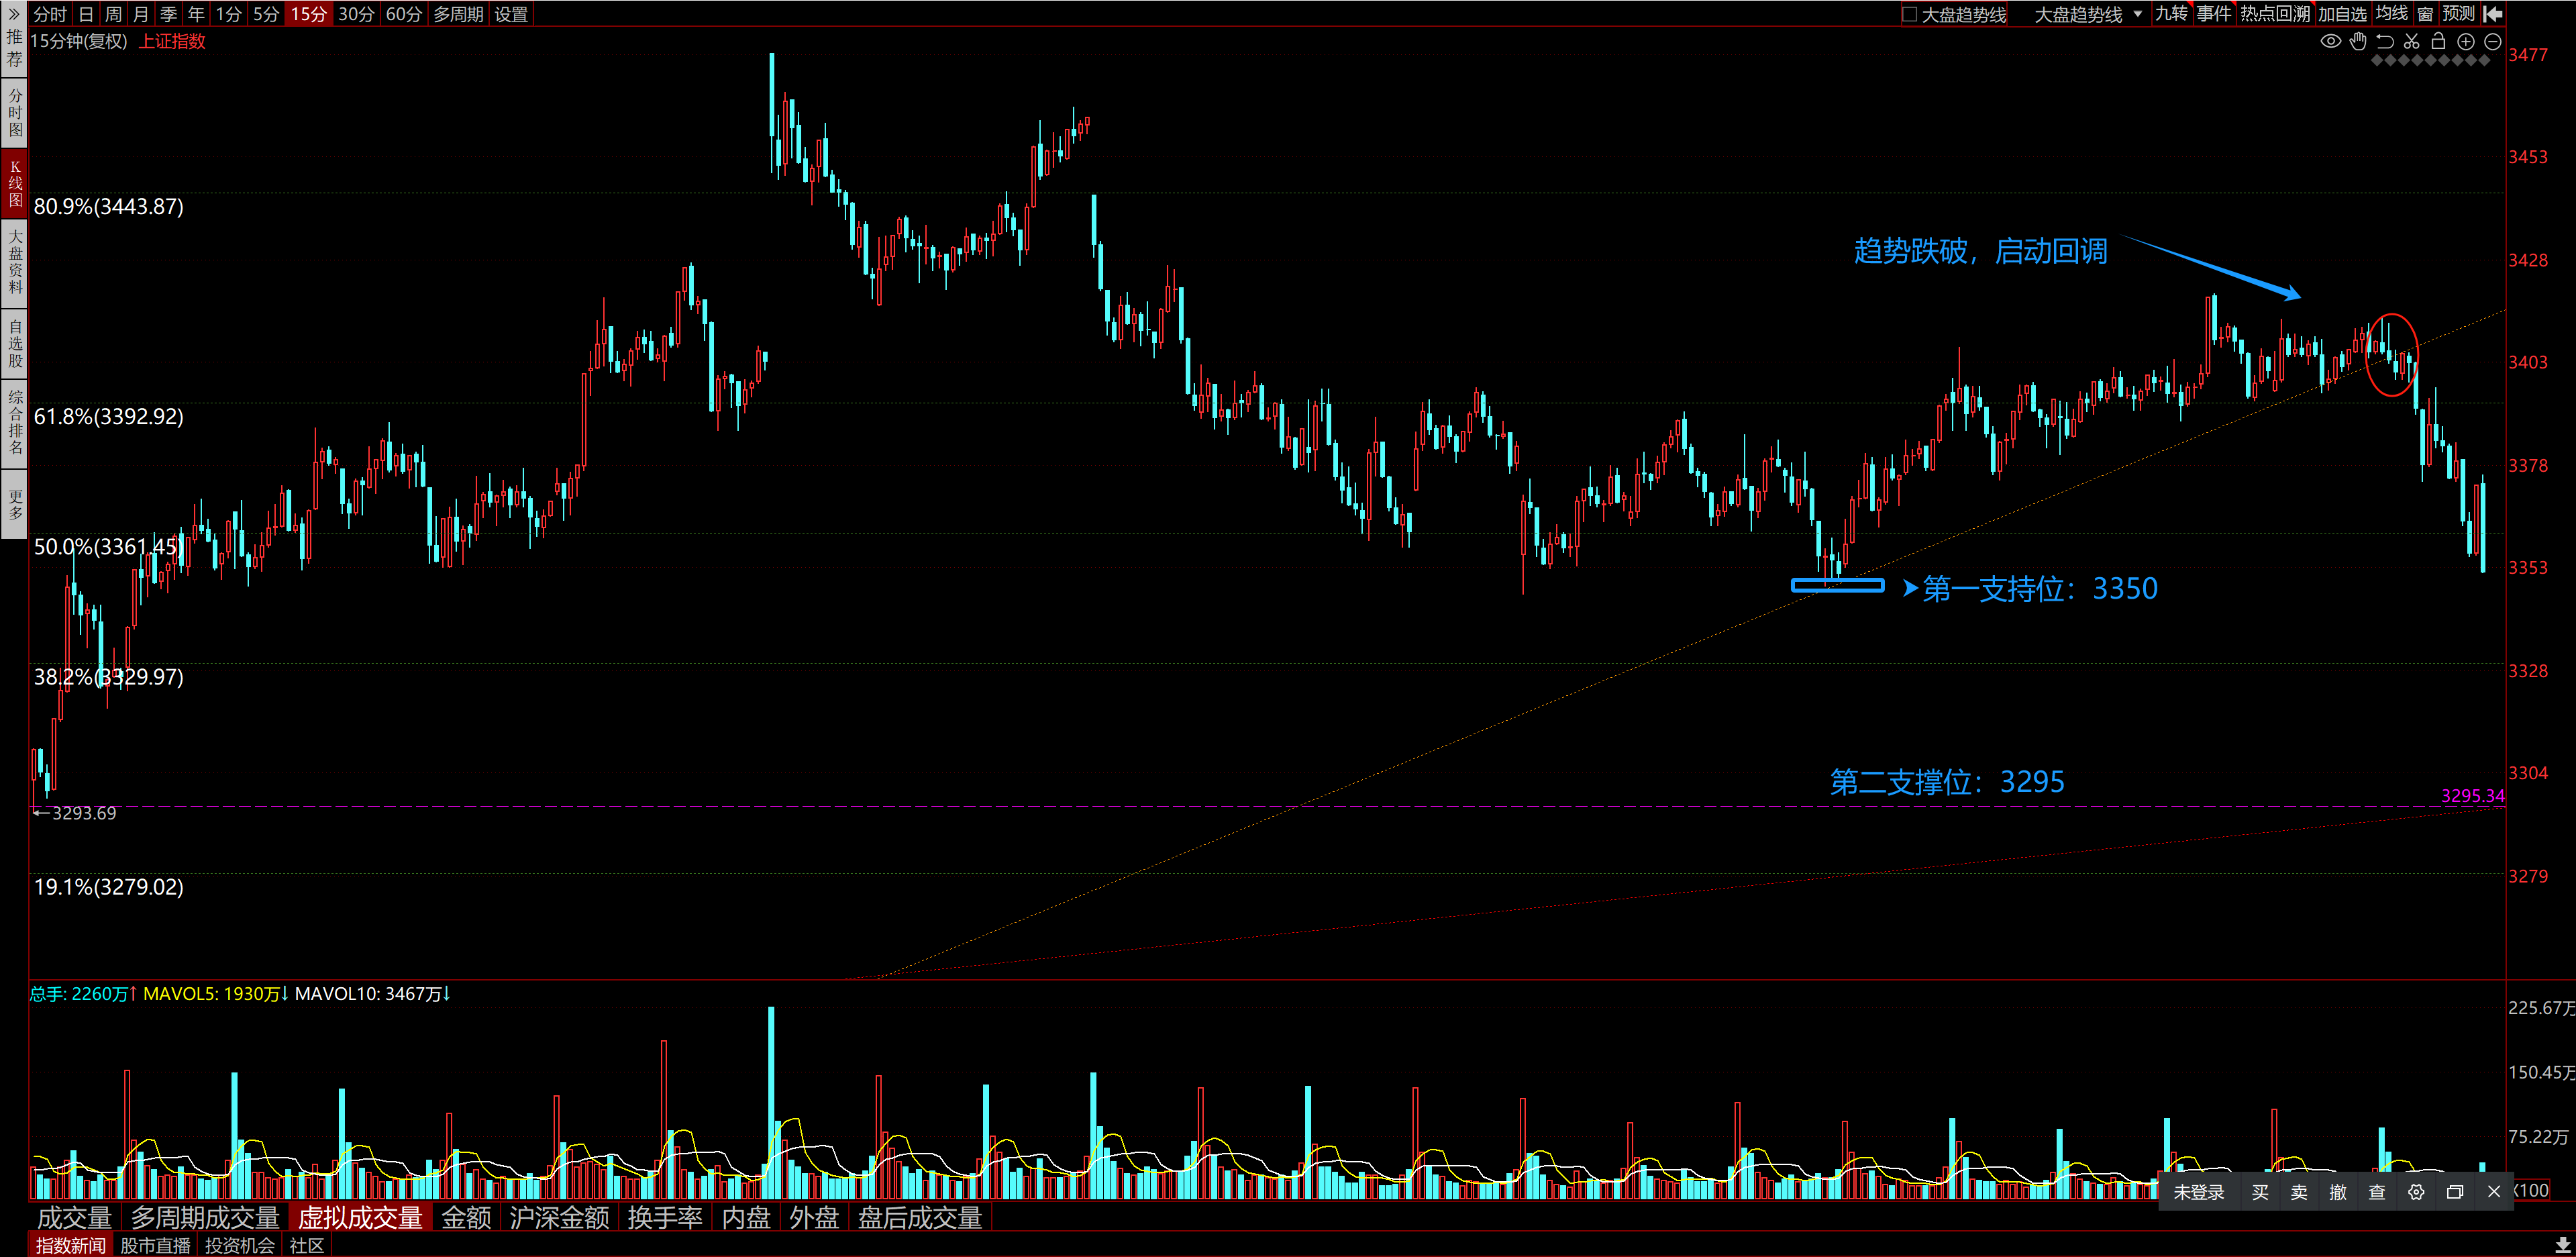 分时 日 周 月 季 年 1分 5分 15分 30分 60分 多周期 设置
大盘趋势线 大盘趋势线 九转 事件 热点回溯 加自选 均线 窗 预测
推荐
分时图
K线图
大盘资料
自选股
综合排名
更多
15分钟(复权) 上证指数
3477
3453
80.9%(3443.87)
趋势跌破，启动回调
3428
3403
61.8%(3392.92)
3378
50.0%(3361.45)
3353
第一支持位：3350
38.2%(3329.97)
3328
第二支撑位：3295
3304
3295.34
3293.69
19.1%(3279.02)
3279
总手: 2260万↑ MAVOL5: 1930万↓ MAVOL10: 3467万↓
225.67万
150.45万
75.22万
X100
未登录 买 卖 撤 查
成交量 多周期成交量 虚拟成交量 金额 沪深金额 换手率 内盘 外盘 盘后成交量
指数新闻 股市直播 投资机会 社区